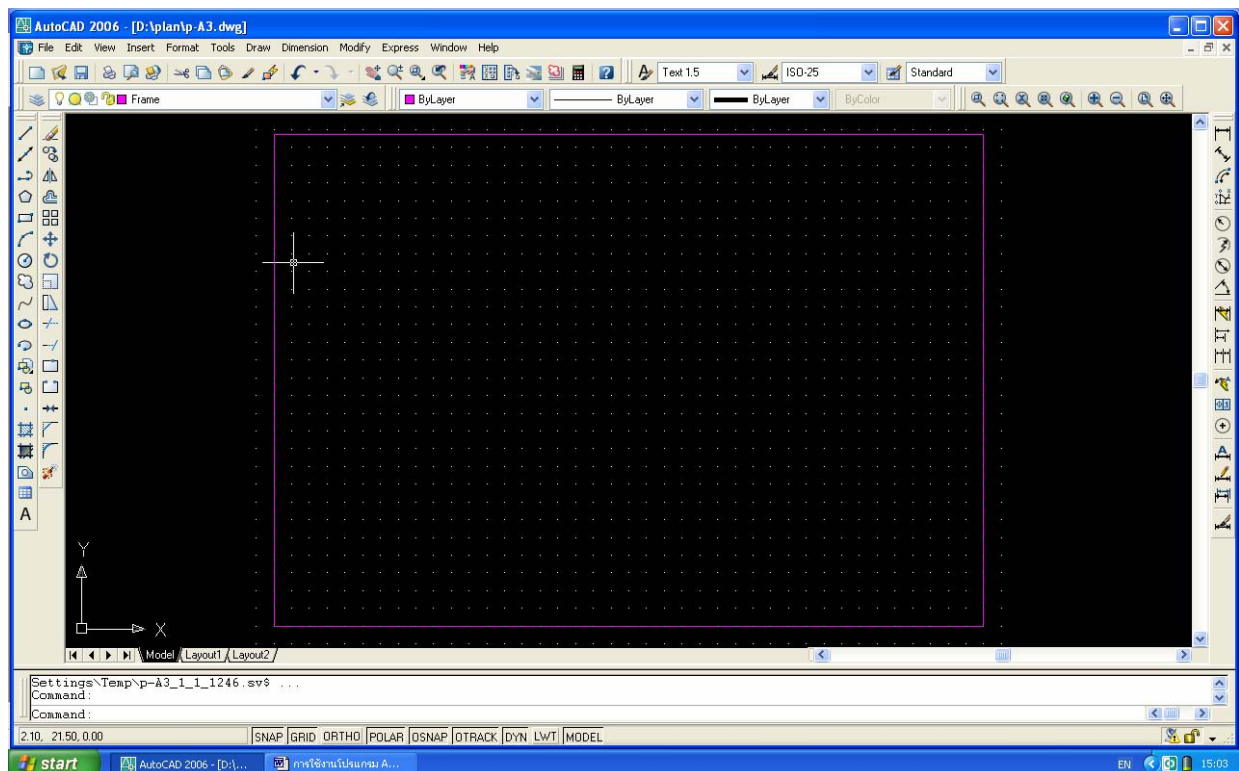 AutoCAD 2006 - [D:\plan\p-A3.dwg]
File Edit View Insert Format Tools Draw Dimension Modify Express Window Help
Text 1.5 ISO-25 Standard
Frame ByLayer ByLayer ByLayer ByColor
A
Y
X
Model Layout1 Layout2
Settings\Temp\p-A3_1_1_1246.sv$ ...
Command:
Command:
2.10, 21.50, 0.00 SNAP GRID ORTHO POLAR OSNAP OTRACK DYN LWT MODEL
start AutoCAD 2006 - [D:\... การใช้งานโปรแกรม A... EN 15:03